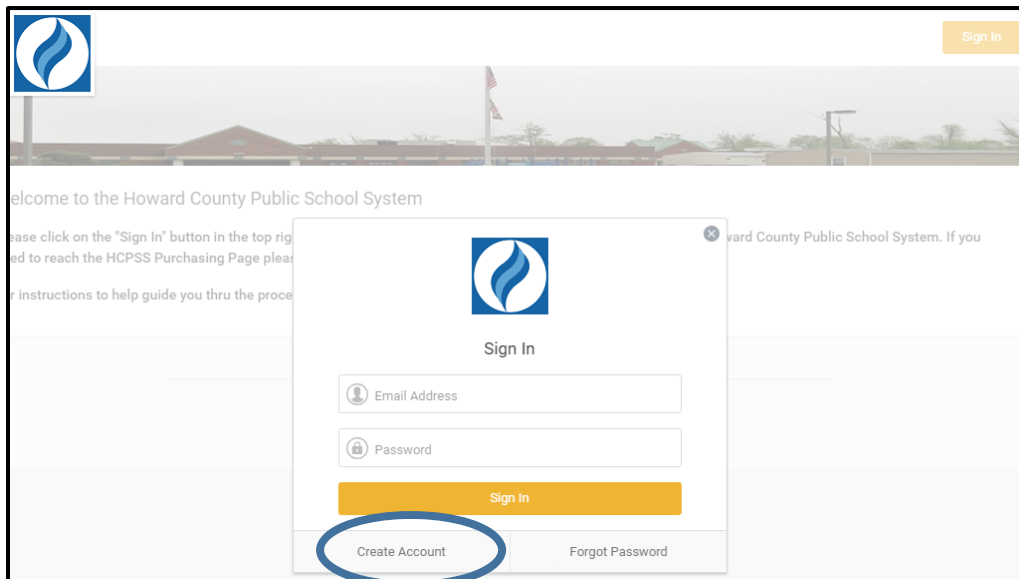 Sign In
elcome to the Howard County Public School System
ease click on the "Sign In" button in the top rig
ward County Public School System. If you
ed to reach the HCPSS Purchasing Page pleas
r instructions to help guide you thru the proce
Sign In
Email Address
Password
Sign In
Create Account
Forgot Password